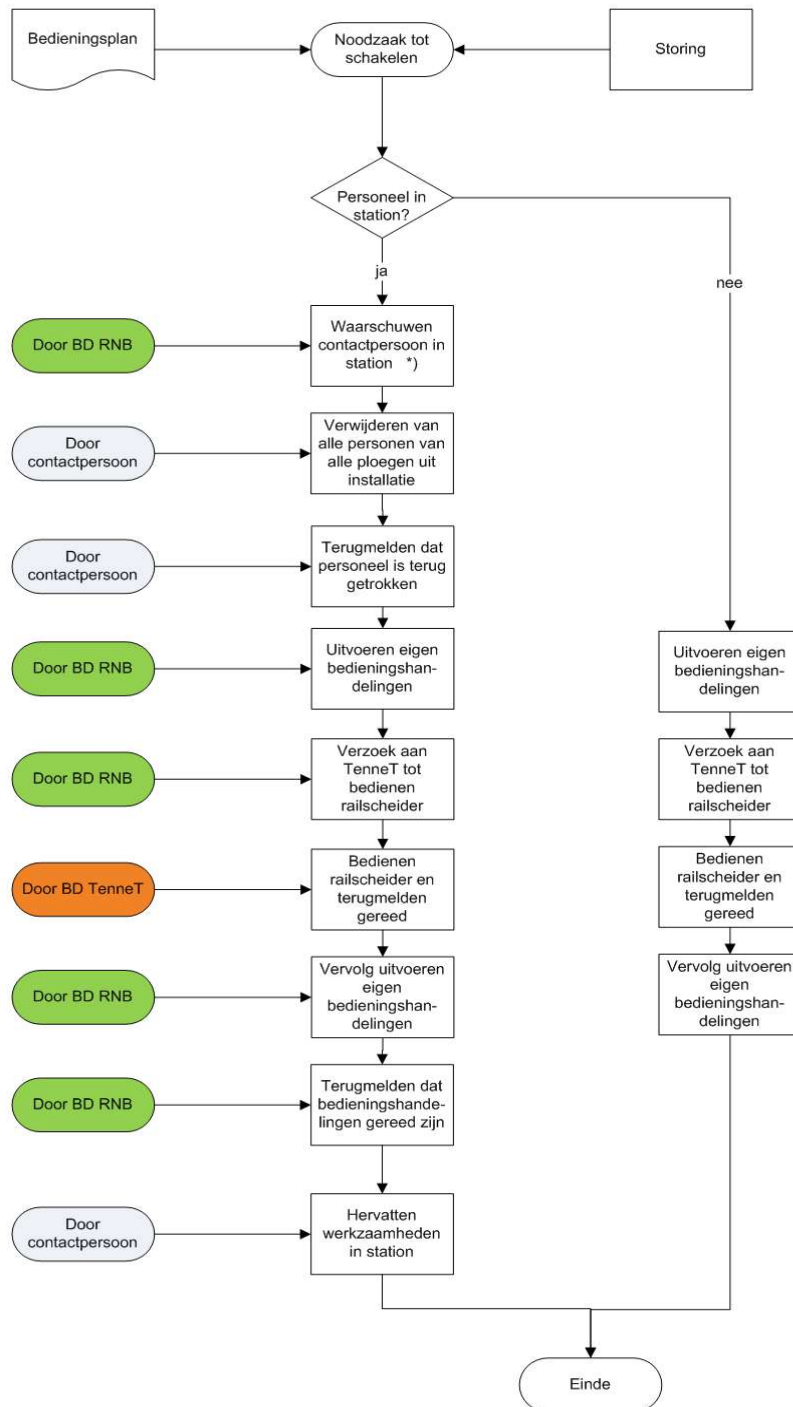 Bedieningsplan
Noodzaak tot
schakelen
Storing
Personeel in
station?
ja
nee
Door BD RNB
Waarschuwen
contactpersoon in
station *)
Door
contactpersoon
Verwijderen van
alle personen van
alle ploegen uit
installatie
Door
contactpersoon
Terugmelden dat
personeel is terug
getrokken
Door BD RNB
Uitvoeren eigen
bedieningshan-
delingen
Uitvoeren eigen
bedieningshan-
delingen
Door BD RNB
Verzoek aan
TenneT tot
bedienen
railscheider
Verzoek aan
TenneT tot
bedienen
railscheider
Door BD TenneT
Bedienen
railscheider en
terugmelden
gereed
Bedienen
railscheider en
terugmelden
gereed
Door BD RNB
Vervolg uitvoeren
eigen
bedieningshan-
delingen
Vervolg uitvoeren
eigen
bedieningshan-
delingen
Door BD RNB
Terugmelden dat
bedieningshande-
lingen gereed zijn
Door
contactpersoon
Hervatten
werkzaamheden
in station
Einde